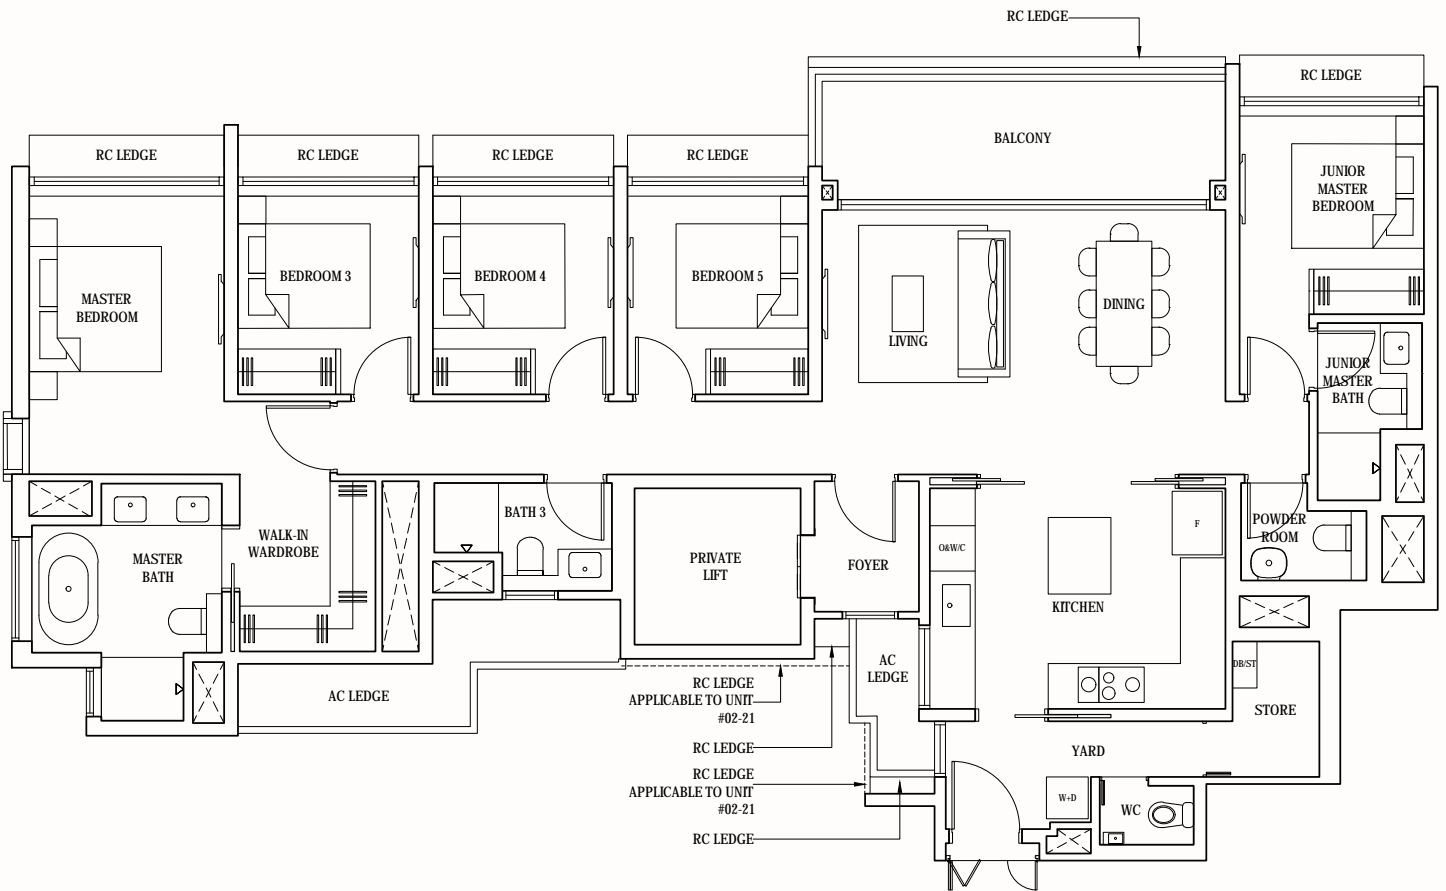 RC LEDGE
RC LEDGE
BALCONY
RC LEDGE
RC LEDGE
RC LEDGE
RC LEDGE
JUNIOR
MASTER
BEDROOM
MASTER
BEDROOM
BEDROOM 3
BEDROOM 4
BEDROOM 5
LIVING
DINING
JUNIOR
MASTER
BATH
BATH 3
WALK-IN
WARDROBE
MASTER
BATH
PRIVATE
LIFT
FOYER
O&W/C
F
KITCHEN
POWDER
ROOM
AC LEDGE
AC
LEDGE
DB/ST
STORE
RC LEDGE
APPLICABLE TO UNIT
#02-21
RC LEDGE
YARD
RC LEDGE
APPLICABLE TO UNIT
#02-21
W+D
WC
RC LEDGE